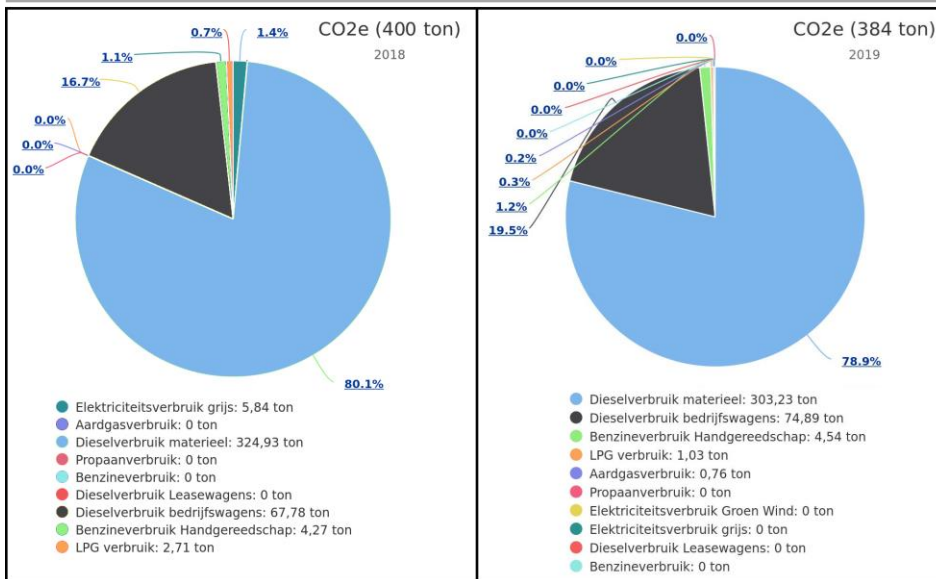 CO2e (400 ton)
2018
0.7%
1.4%
1.1%
16.7%
0.0%
0.0%
0.0%
80.1%
Elektriciteitsverbruik grijs: 5,84 ton
Aardgasverbruik: 0 ton
Dieselverbruik materieel: 324,93 ton
Propaanverbruik: 0 ton
Benzineverbruik: 0 ton
Dieselverbruik Leasewagens: 0 ton
Dieselverbruik bedrijfswagens: 67,78 ton
Benzineverbruik Handgereedschap: 4,27 ton
LPG verbruik: 2,71 ton
CO2e (384 ton)
2019
0.0%
0.0%
0.0%
0.0%
0.0%
0.2%
0.3%
1.2%
19.5%
78.9%
Dieselverbruik materieel: 303,23 ton
Dieselverbruik bedrijfswagens: 74,89 ton
Benzineverbruik Handgereedschap: 4,54 ton
LPG verbruik: 1,03 ton
Aardgasverbruik: 0,76 ton
Propaanverbruik: 0 ton
Elektriciteitsverbruik Groen Wind: 0 ton
Elektriciteitsverbruik grijs: 0 ton
Dieselverbruik Leasewagens: 0 ton
Benzineverbruik: 0 ton